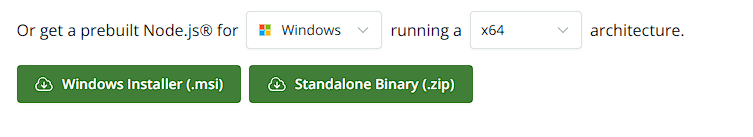 Or get a prebuilt Node.js® for Windows running a x64 architecture.
Windows Installer (.msi) Standalone Binary (.zip)